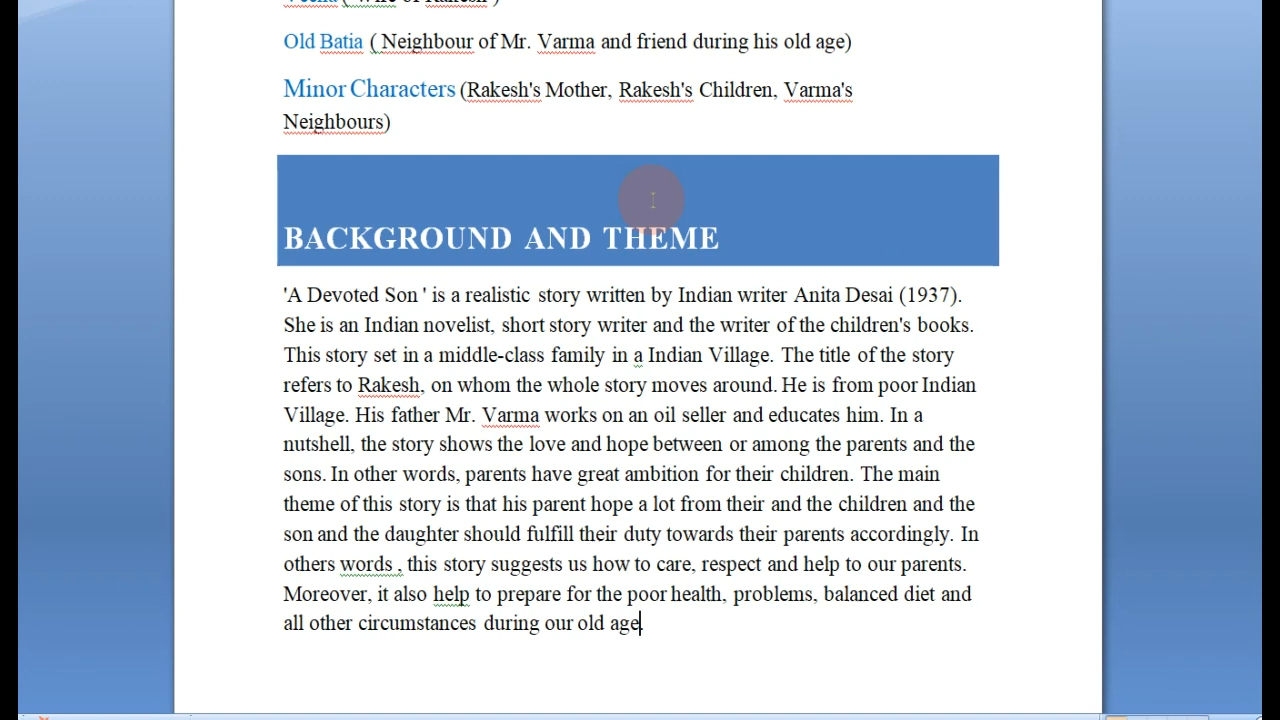 Veena ( Wife of Rakesh )
Old Batia ( Neighbour of Mr. Varma and friend during his old age)
Minor Characters (Rakesh's Mother, Rakesh's Children, Varma's
Neighbours)
BACKGROUND AND THEME
'A Devoted Son ' is a realistic story written by Indian writer Anita Desai (1937).
She is an Indian novelist, short story writer and the writer of the children's books.
This story set in a middle-class family in a Indian Village. The title of the story
refers to Rakesh, on whom the whole story moves around. He is from poor Indian
Village. His father Mr. Varma works on an oil seller and educates him. In a
nutshell, the story shows the love and hope between or among the parents and the
sons. In other words, parents have great ambition for their children. The main
theme of this story is that his parent hope a lot from their and the children and the
son and the daughter should fulfill their duty towards their parents accordingly. In
others words , this story suggests us how to care, respect and help to our parents.
Moreover, it also help to prepare for the poor health, problems, balanced diet and
all other circumstances during our old age.